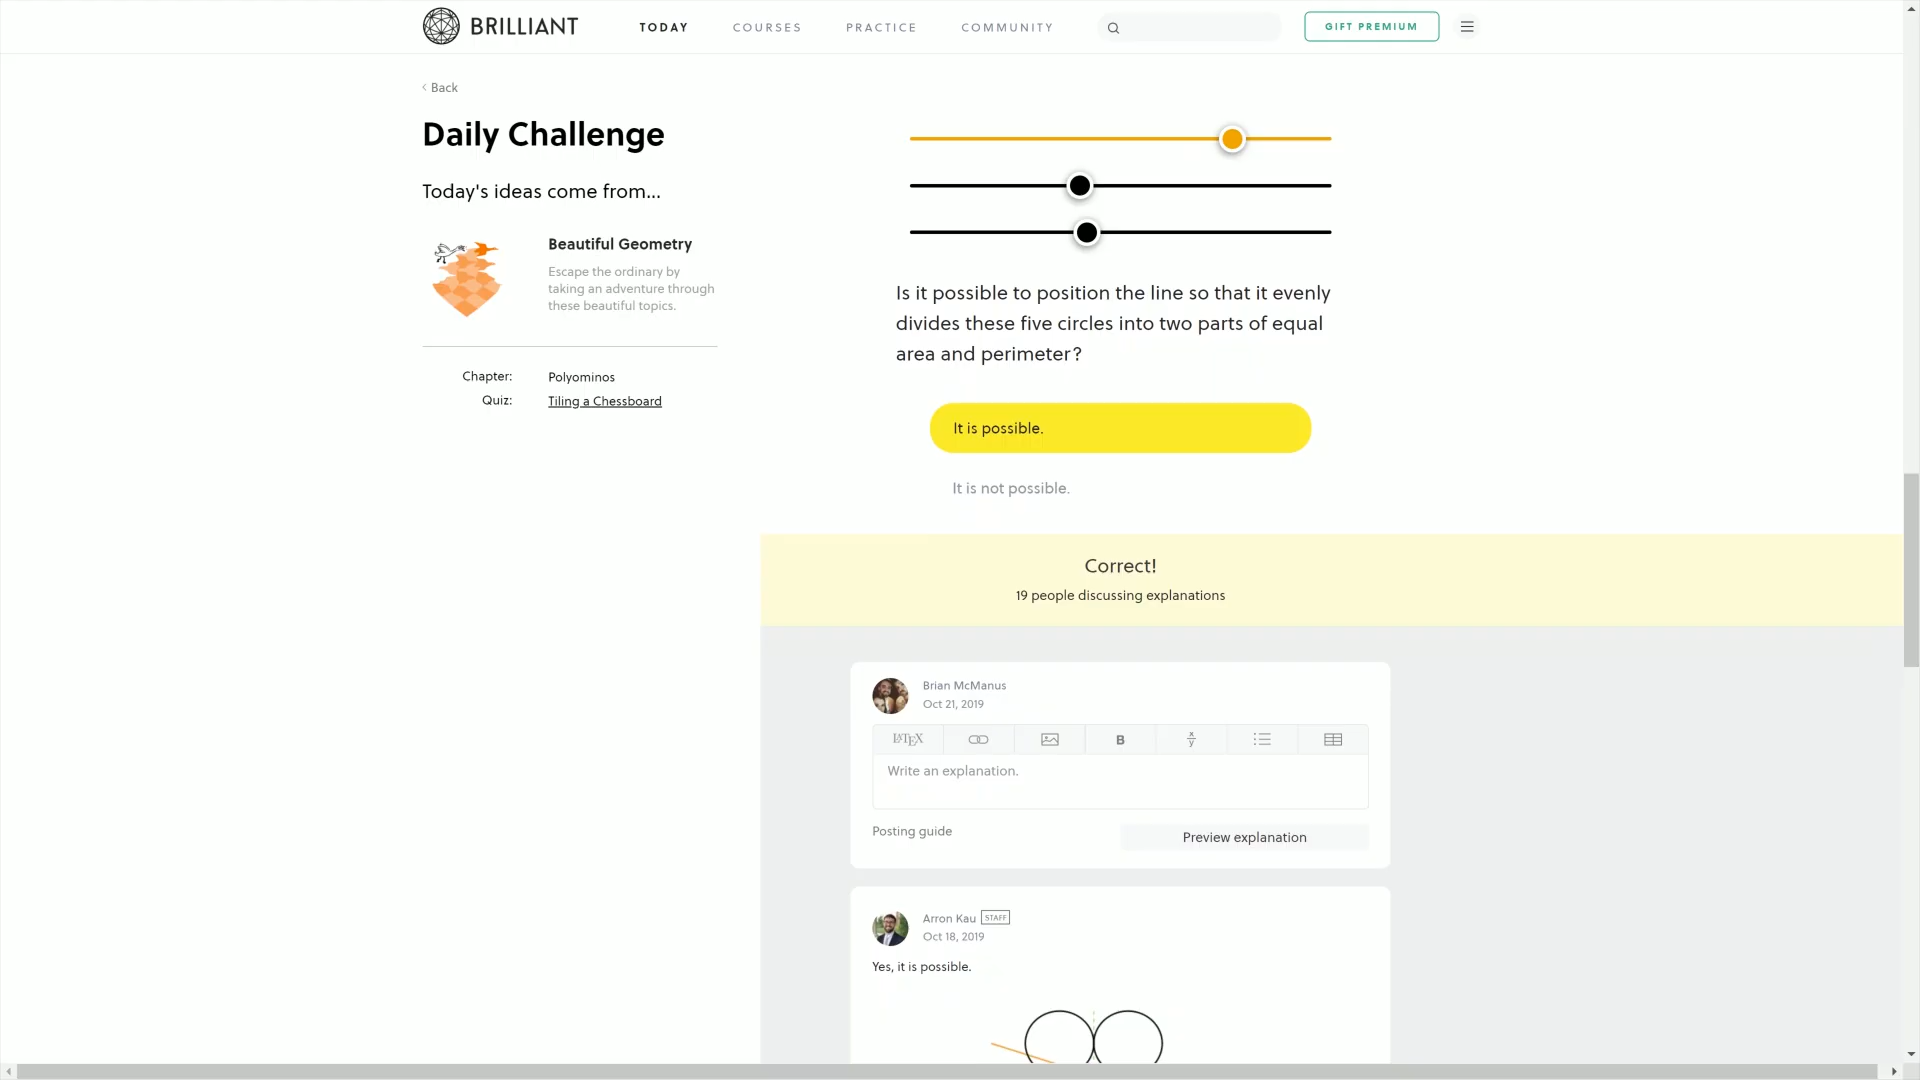 BRILLIANT
TODAY
COURSES
PRACTICE
COMMUNITY
GIFT PREMIUM
Back
Daily Challenge
Today's ideas come from...
Beautiful Geometry
Escape the ordinary by
taking an adventure through
these beautiful topics.
Chapter: Polyominos
Quiz: Tiling a Chessboard
Is it possible to position the line so that it evenly
divides these five circles into two parts of equal
area and perimeter?
It is possible.
It is not possible.
Correct!
19 people discussing explanations
Brian McManus
Oct 21, 2019
LATEX B x/y
Write an explanation.
Posting guide
Preview explanation
Arron Kau STAFF
Oct 18, 2019
Yes, it is possible.